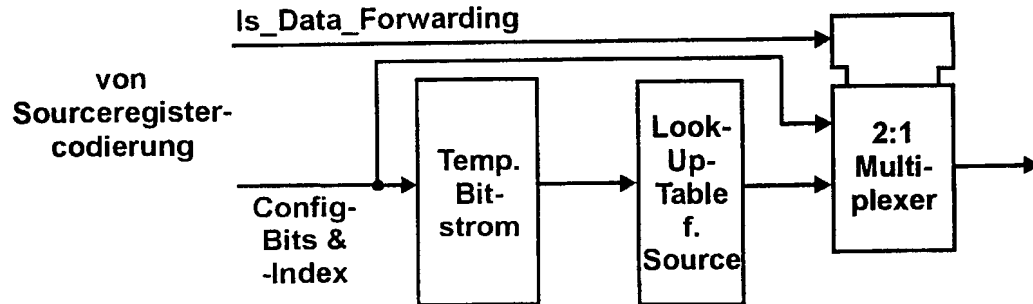 Is_Data_Forwarding
von
Sourceregister-
codierung
Config-
Bits &
-Index
Temp.
Bit-
strom
Look-
Up-
Table
f.
Source
2:1
Multi-
plexer